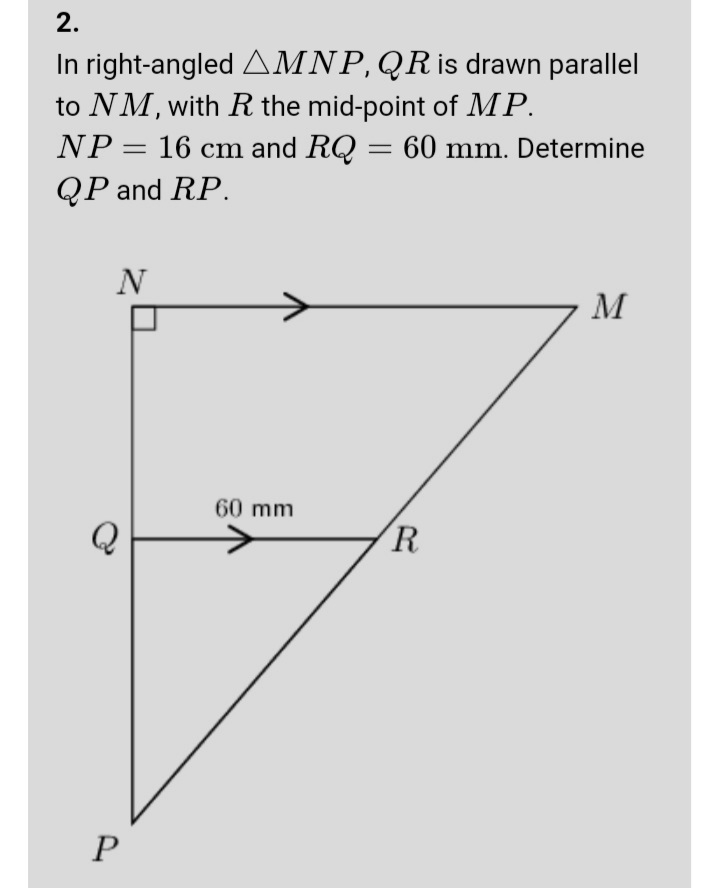 2.
In right-angled △MNP, QR is drawn parallel
to NM, with R the mid-point of MP.
NP = 16 cm and RQ = 60 mm. Determine
QP and RP.
N
M
60 mm
Q
R
P